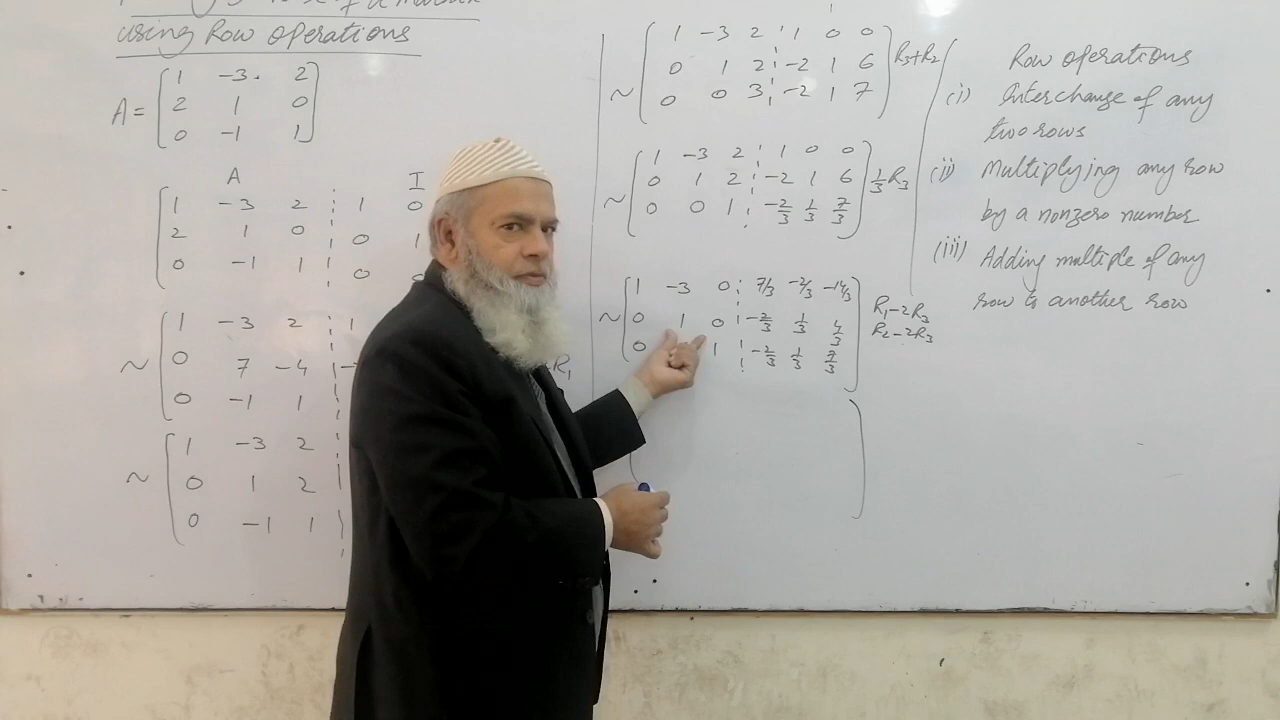 using Row operations
A = [1 -3 2
2 1 0
0 -1 1]
A I
[1 -3 2 ⋮ 1 0
2 1 0 ⋮ 0 1
0 -1 1 ⋮ 0 0
~ [1 -3 2 ⋮ 1
0 7 -4 ⋮ -
0 -1 1 ⋮
R₁
~ [1 -3 2 ⋮
0 1 2 ⋮
0 -1 1 ⋮
~ [1 -3 2 ⋮ 1 0 0
0 1 2 ⋮ -2 1 6
0 0 3 ⋮ -2 1 7] R₃+R₂
~ [1 -3 2 ⋮ 1 0 0
0 1 2 ⋮ -2 1 6
0 0 1 ⋮ -2/3 1/3 7/3] 1/3 R₃
~ [1 -3 0 ⋮ 7/3 -2/3 -14/3
0 1 0 ⋮ -2/3 1/3 4/3
0 1 ⋮ -2/3 1/3 7/3]
R₁-2R₃
R₂-2R₃
Row operations
(i) Interchange of any
two rows
(ii) Multiplying any row
by a nonzero number
(iii) Adding multiple of any
row to another row